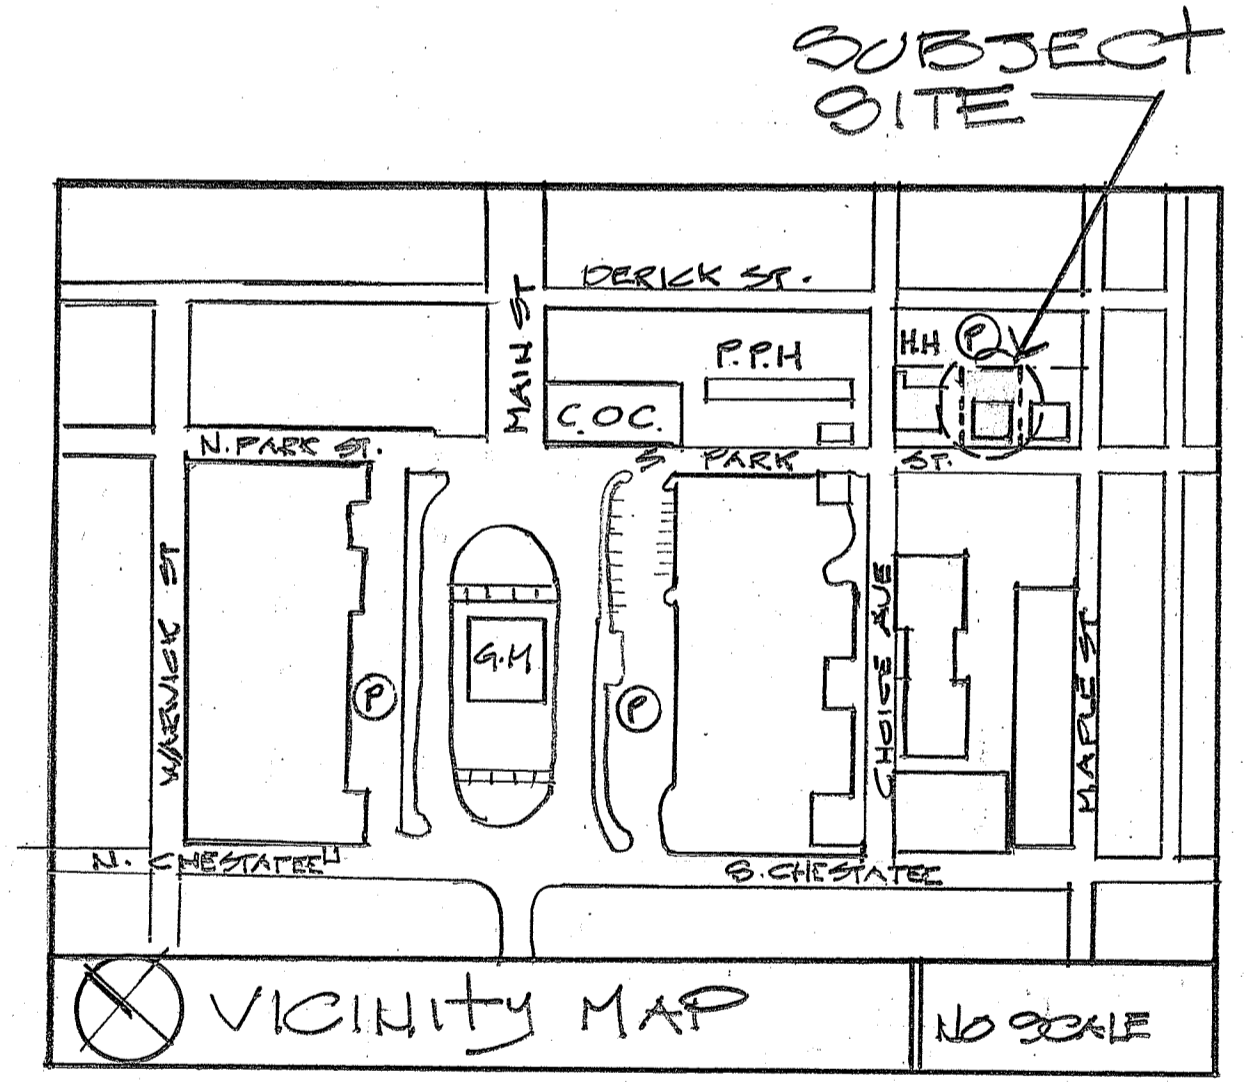 SUBJECT
SITE
DERICK ST.
MAIN ST
P.P.H
H.H
P
C.O.C.
N. PARK ST.
S PARK ST.
WARWICK ST
G.H
P
P
CHOICE AVE
MAPLE ST.
N. CHESTATEE
S. CHESTATEE
VICINITY MAP
NO SCALE